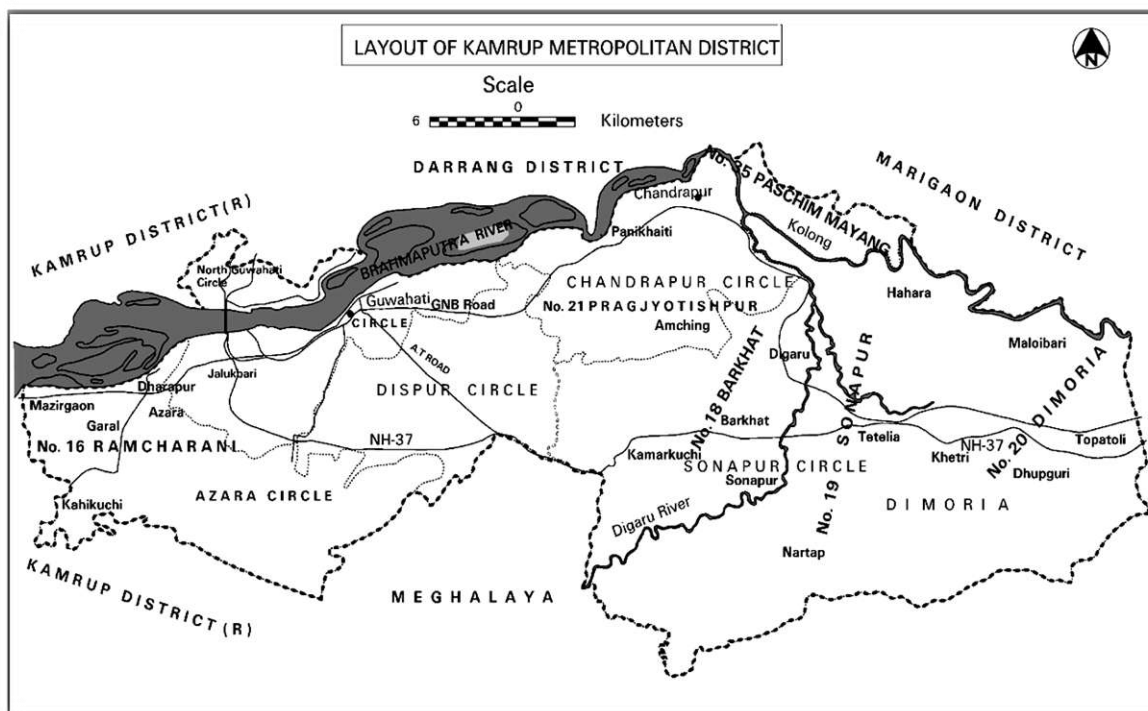 LAYOUT OF KAMRUP METROPOLITAN DISTRICT
N
Scale
0
6
Kilometers
DARRANG DISTRICT
No. 25 PASCHIM MAYANG
MARIGAON DISTRICT
KAMRUP DISTRICT(R)
Chandrapur
Kolong
Panikhaiti
BRAHMAPUTRA RIVER
North Guwahati
Circle
CHANDRAPUR CIRCLE
Hahara
Guwahati
GNB Road
No. 21 PRAGJYOTISHPUR
CIRCLE
Amching
Maloibari
A.T ROAD
Digaru
Jalukbari
Dharapur
DISPUR CIRCLE
Mazirgaon
Azara
No. 18 BARKHAT
No. 19 SONAPUR
No. 20 DIMORIA
Garal
Barkhat
No. 16 RAMCHARANI
NH-37
Tetelia
NH-37
Topatoli
Kamarkuchi
SONAPUR CIRCLE
Khetri
Dhupguri
Sonapur
AZARA CIRCLE
Kahikuchi
Digaru River
DIMORIA
Nartap
KAMRUP DISTRICT (R)
MEGHALAYA